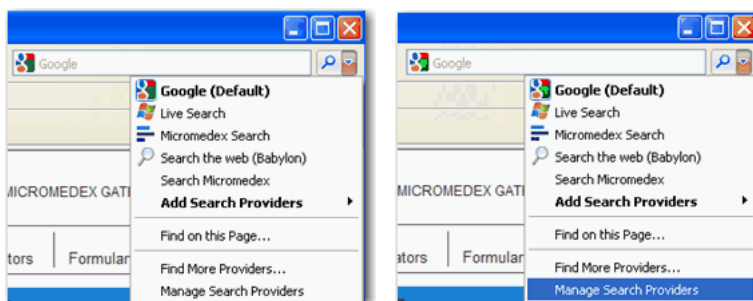 Google
Google (Default)
Live Search
Micromedex Search
Search the web (Babylon)
Search Micromedex
Add Search Providers
MICROMEDEX GATE
Find on this Page...
tors
Formular
Find More Providers...
Manage Search Providers
Google
Google (Default)
Live Search
Micromedex Search
Search the web (Babylon)
Search Micromedex
Add Search Providers
MICROMEDEX GATE
Find on this Page...
ators
Formular
Find More Providers...
Manage Search Providers